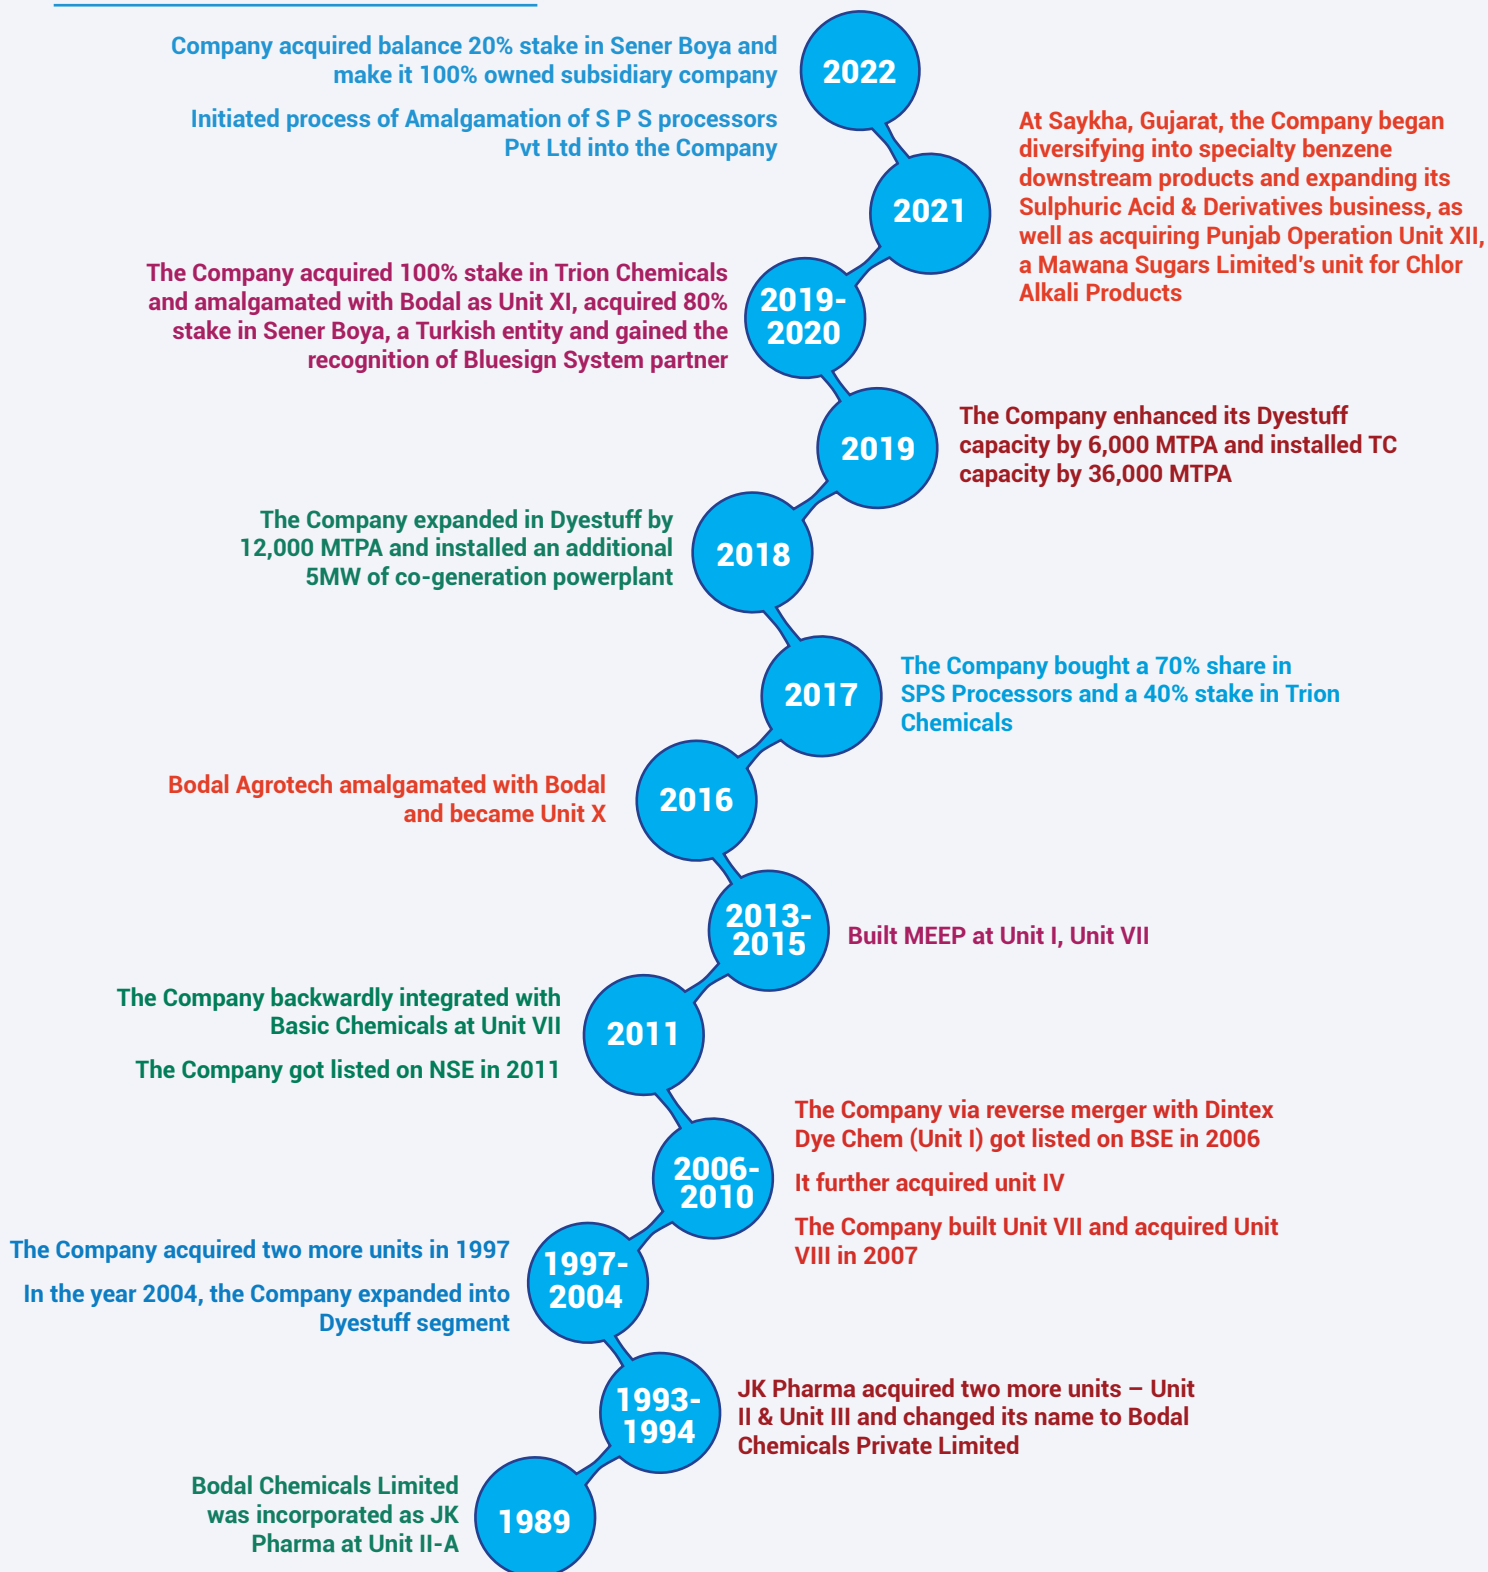 Company acquired balance 20% stake in Sener Boya and
make it 100% owned subsidiary company
Initiated process of Amalgamation of S P S processors
Pvt Ltd into the Company
2022
At Saykha, Gujarat, the Company began
diversifying into specialty benzene
downstream products and expanding its
Sulphuric Acid & Derivatives business, as
well as acquiring Punjab Operation Unit XII,
a Mawana Sugars Limited's unit for Chlor
Alkali Products
2021
The Company acquired 100% stake in Trion Chemicals
and amalgamated with Bodal as Unit XI, acquired 80%
stake in Sener Boya, a Turkish entity and gained the
recognition of Bluesign System partner
2019-
2020
2019
The Company enhanced its Dyestuff
capacity by 6,000 MTPA and installed TC
capacity by 36,000 MTPA
The Company expanded in Dyestuff by
12,000 MTPA and installed an additional
5MW of co-generation powerplant
2018
2017
The Company bought a 70% share in
SPS Processors and a 40% stake in Trion
Chemicals
Bodal Agrotech amalgamated with Bodal
and became Unit X
2016
2013-
2015
Built MEEP at Unit I, Unit VII
The Company backwardly integrated with
Basic Chemicals at Unit VII
The Company got listed on NSE in 2011
2011
2006-
2010
The Company via reverse merger with Dintex
Dye Chem (Unit I) got listed on BSE in 2006
It further acquired unit IV
The Company built Unit VII and acquired Unit
VIII in 2007
The Company acquired two more units in 1997
In the year 2004, the Company expanded into
Dyestuff segment
1997-
2004
1993-
1994
JK Pharma acquired two more units – Unit
II & Unit III and changed its name to Bodal
Chemicals Private Limited
Bodal Chemicals Limited
was incorporated as JK
Pharma at Unit II-A
1989